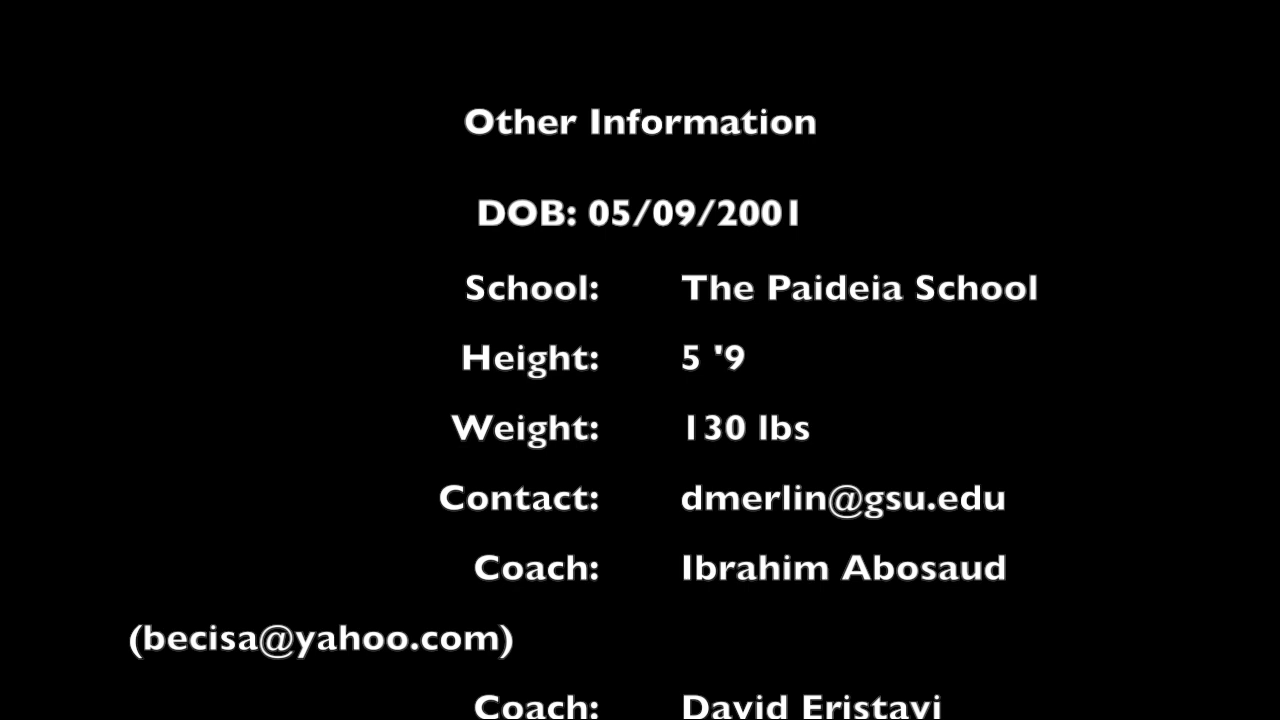 Other Information
DOB: 05/09/2001
School: The Paideia School
Height: 5 '9
Weight: 130 lbs
Contact: dmerlin@gsu.edu
Coach: Ibrahim Abosaud
(becisa@yahoo.com)
Coach: David Eristavi